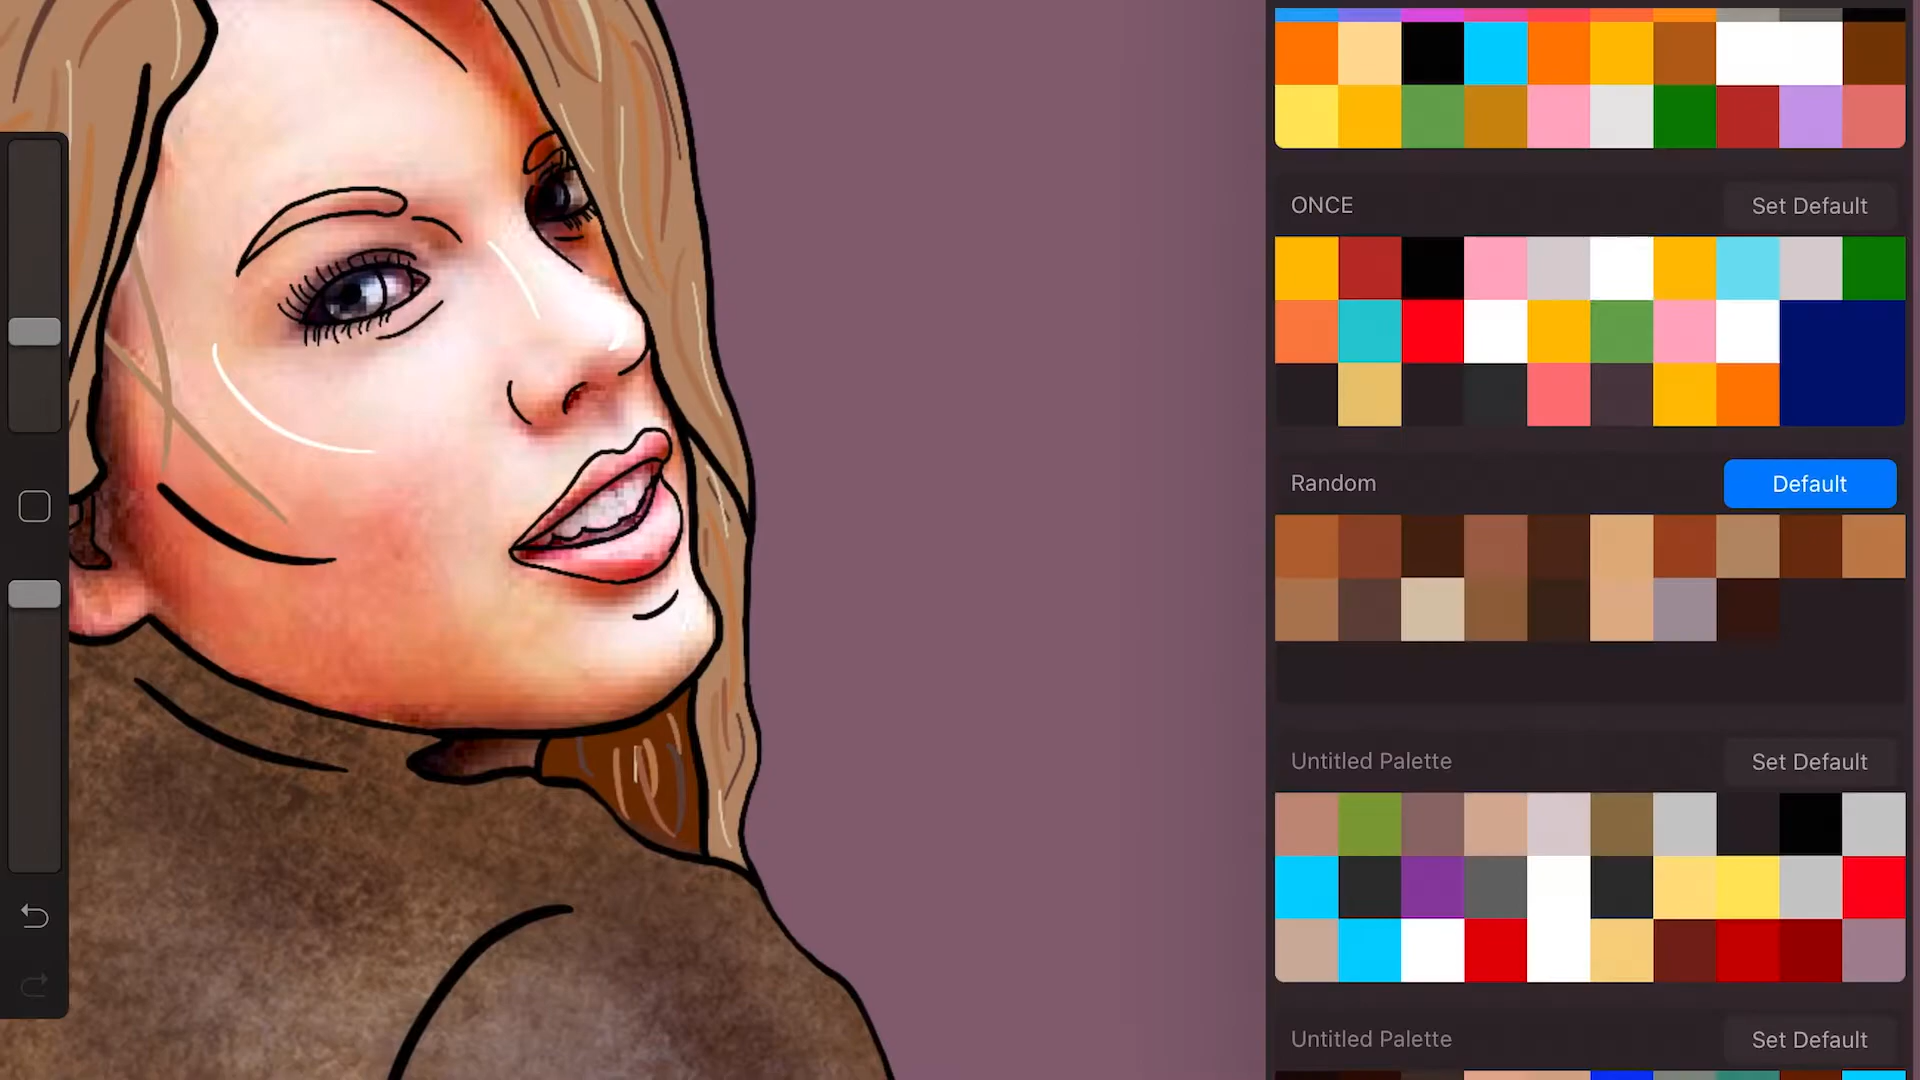 ONCE
Set Default
Random
Default
Untitled Palette
Set Default
Untitled Palette
Set Default